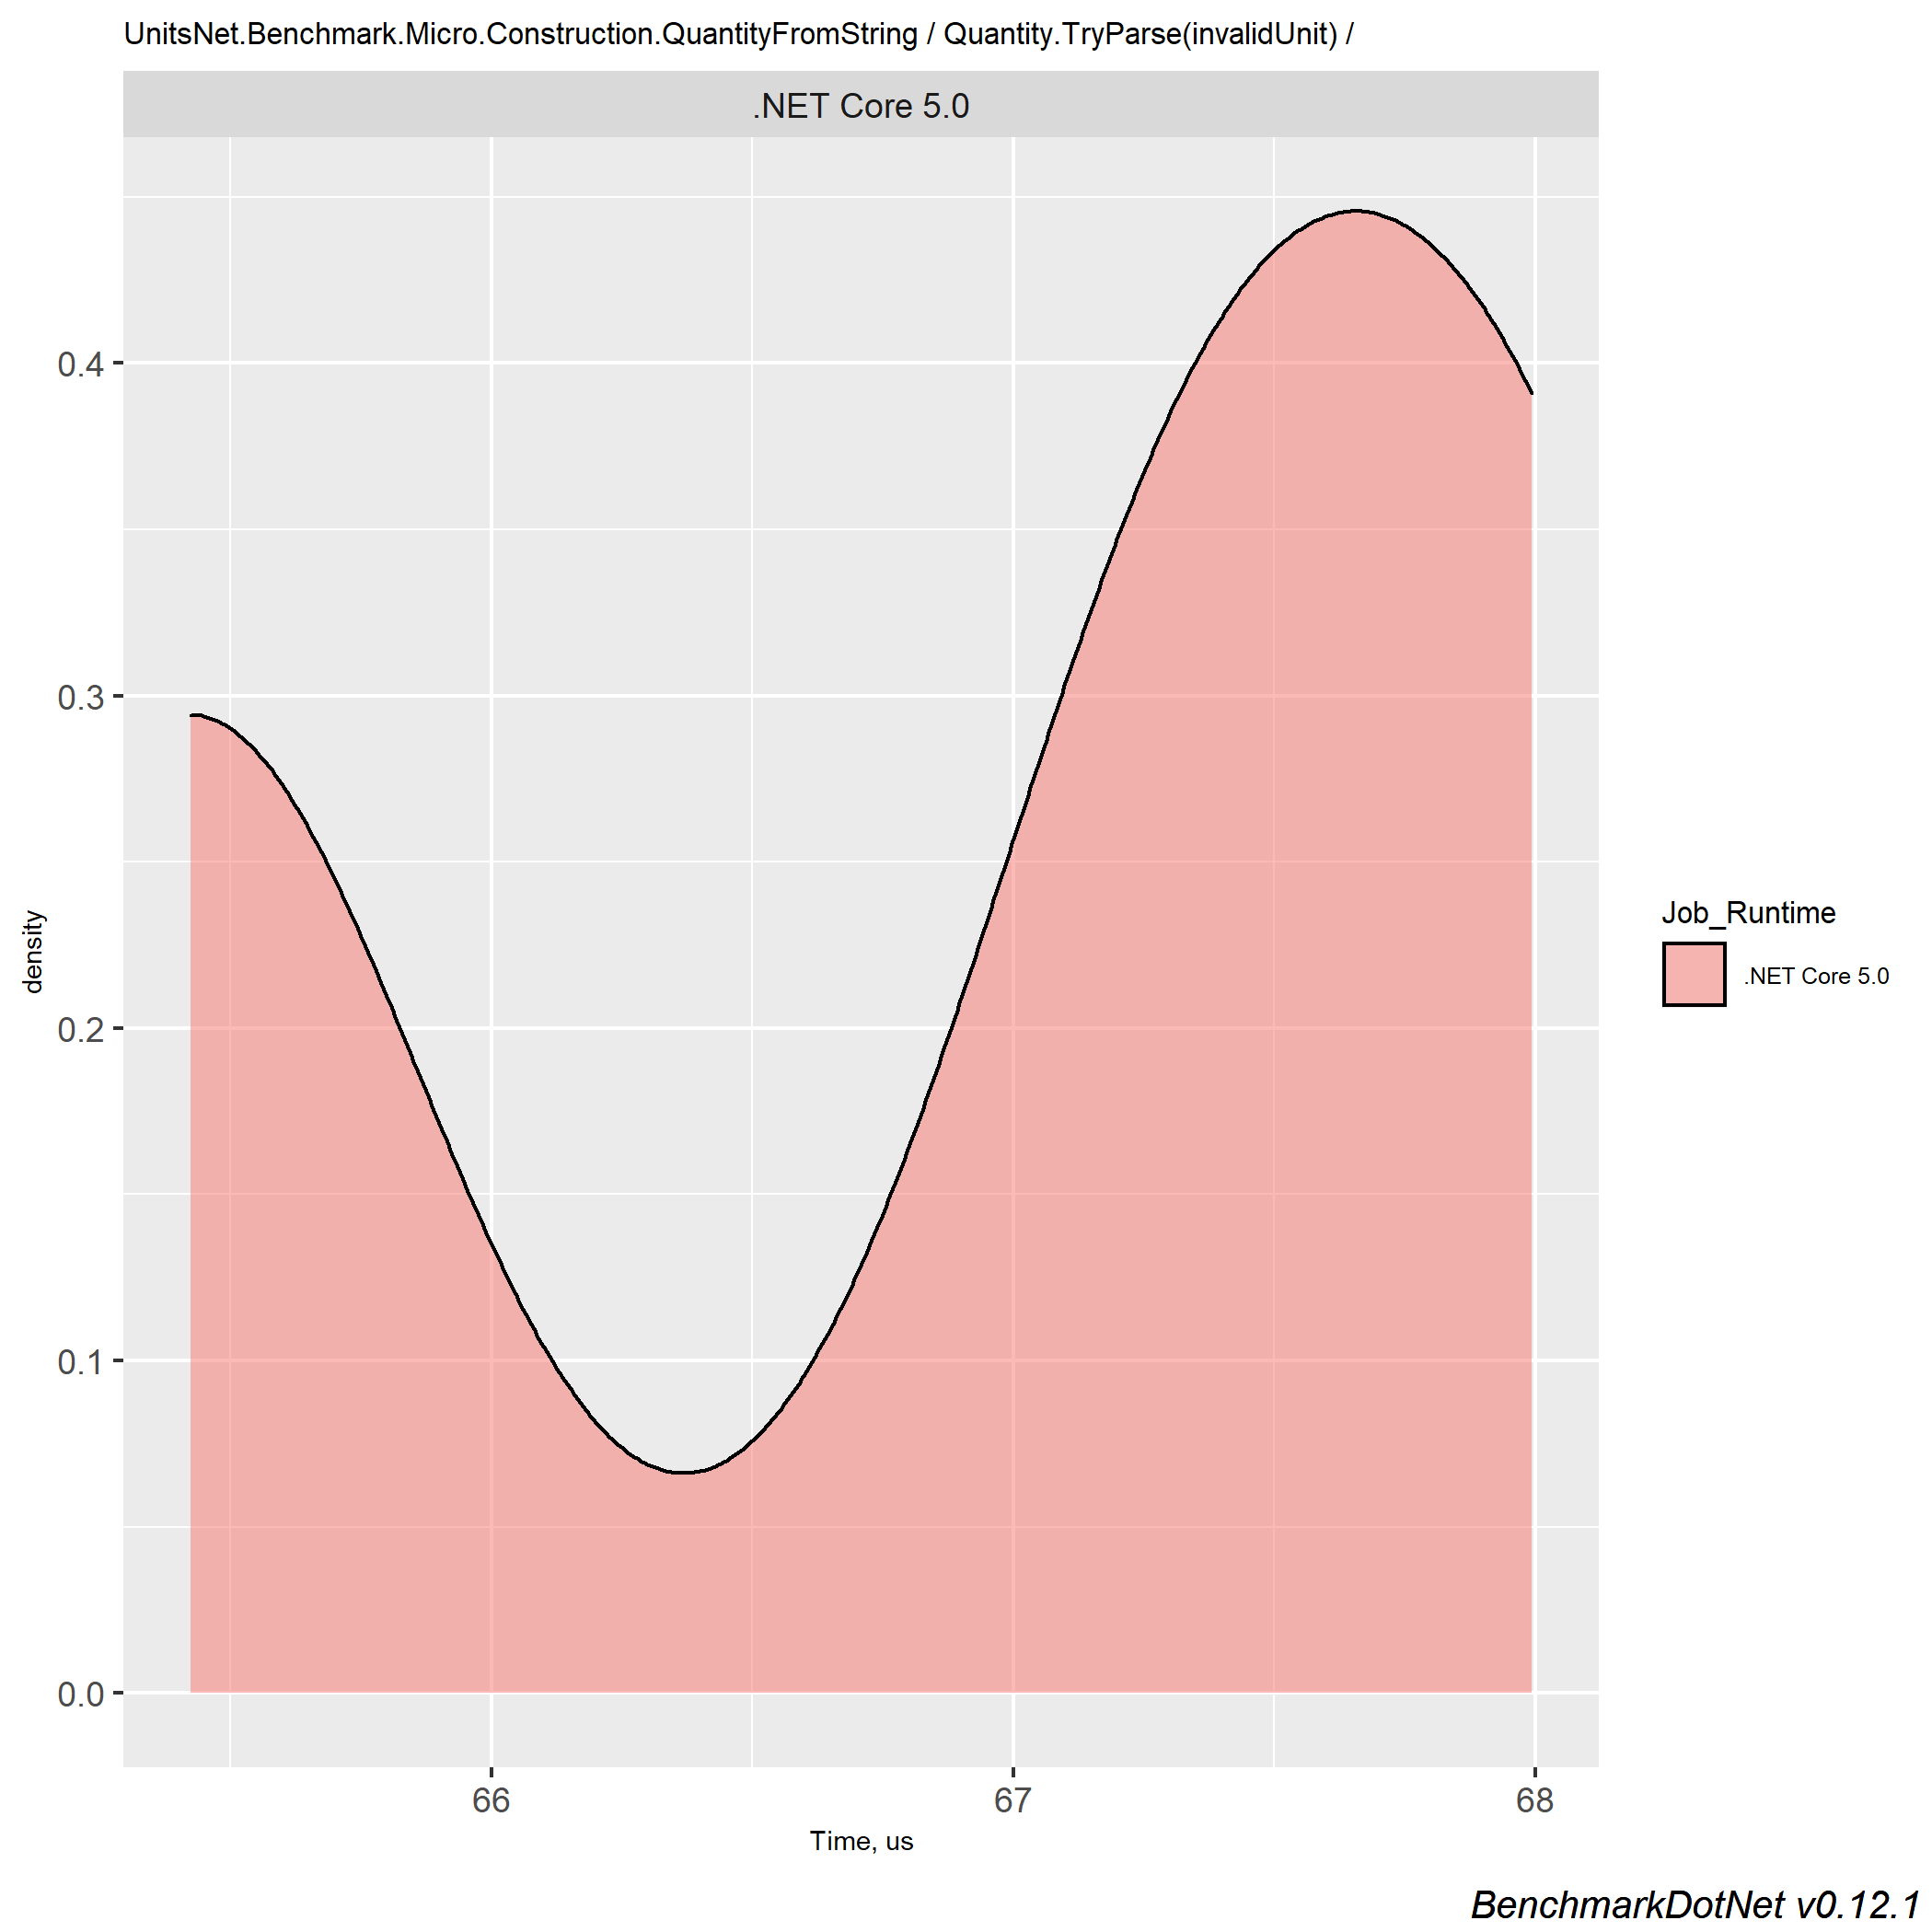 UnitsNet.Benchmark.Micro.Construction.QuantityFromString / Quantity.TryParse(invalidUnit) /
.NET Core 5.0
0.4
0.3
0.2
0.1
0.0
density
66 67 68
Time, us
Job_Runtime
.NET Core 5.0
BenchmarkDotNet v0.12.1